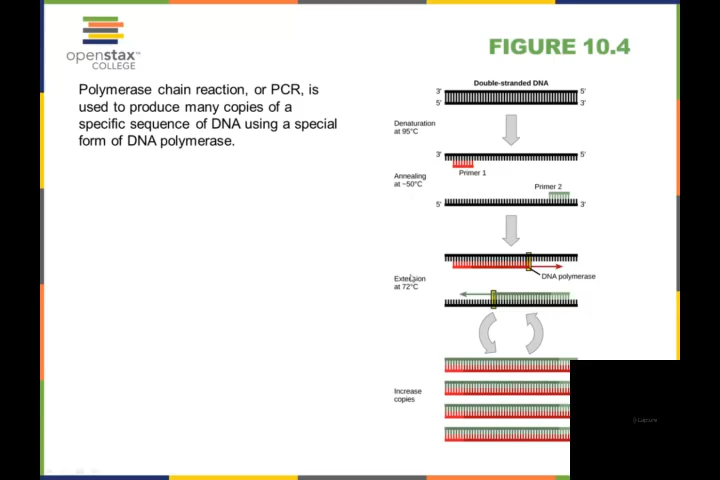 openstax™
COLLEGE
FIGURE 10.4
Polymerase chain reaction, or PCR, is
used to produce many copies of a
specific sequence of DNA using a special
form of DNA polymerase.
Double-stranded DNA
3' 5'
5' 3'
Denaturation
at 95°C
3' 5'
Primer 1
Annealing
at ~50°C
Primer 2
5' 3'
Extension
at 72°C
DNA polymerase
Increase
copies